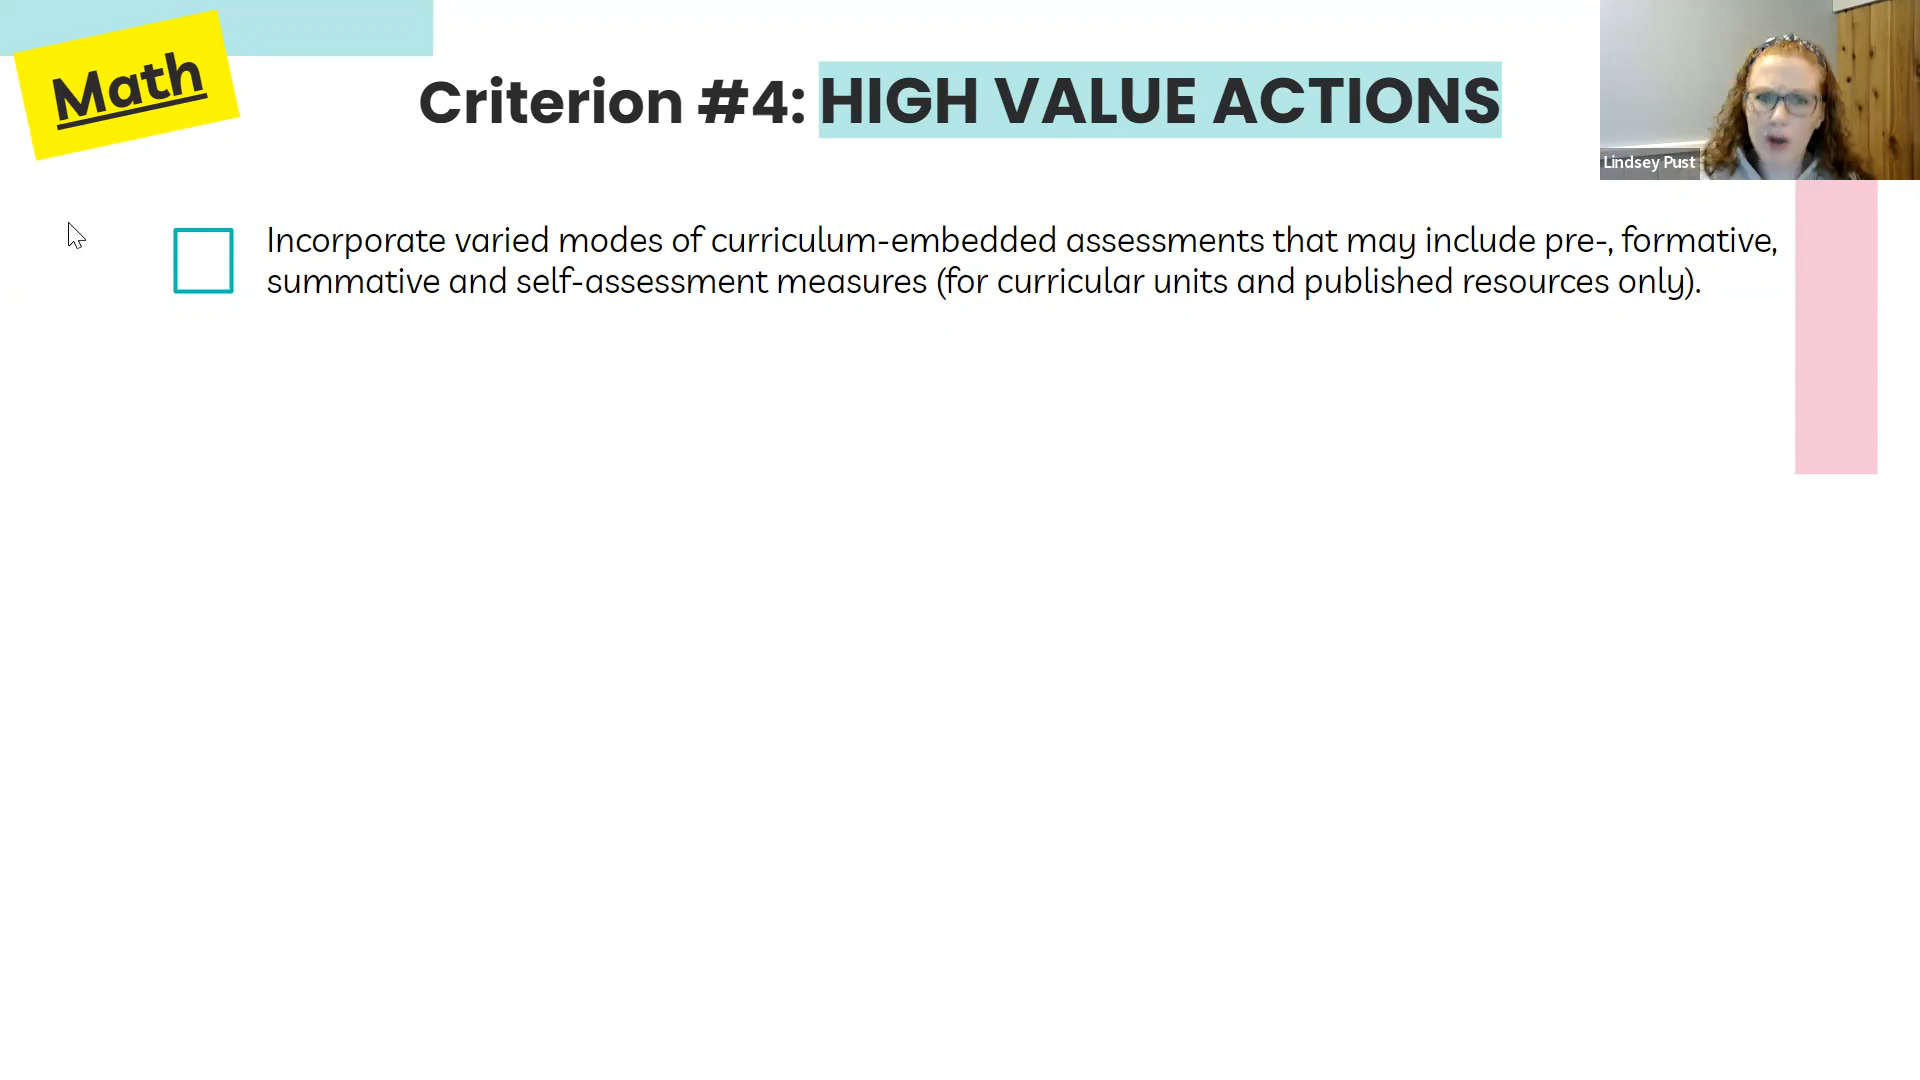 Math
Criterion #4: HIGH VALUE ACTIONS
Lindsey Pust
Incorporate varied modes of curriculum-embedded assessments that may include pre-, formative,
summative and self-assessment measures (for curricular units and published resources only).